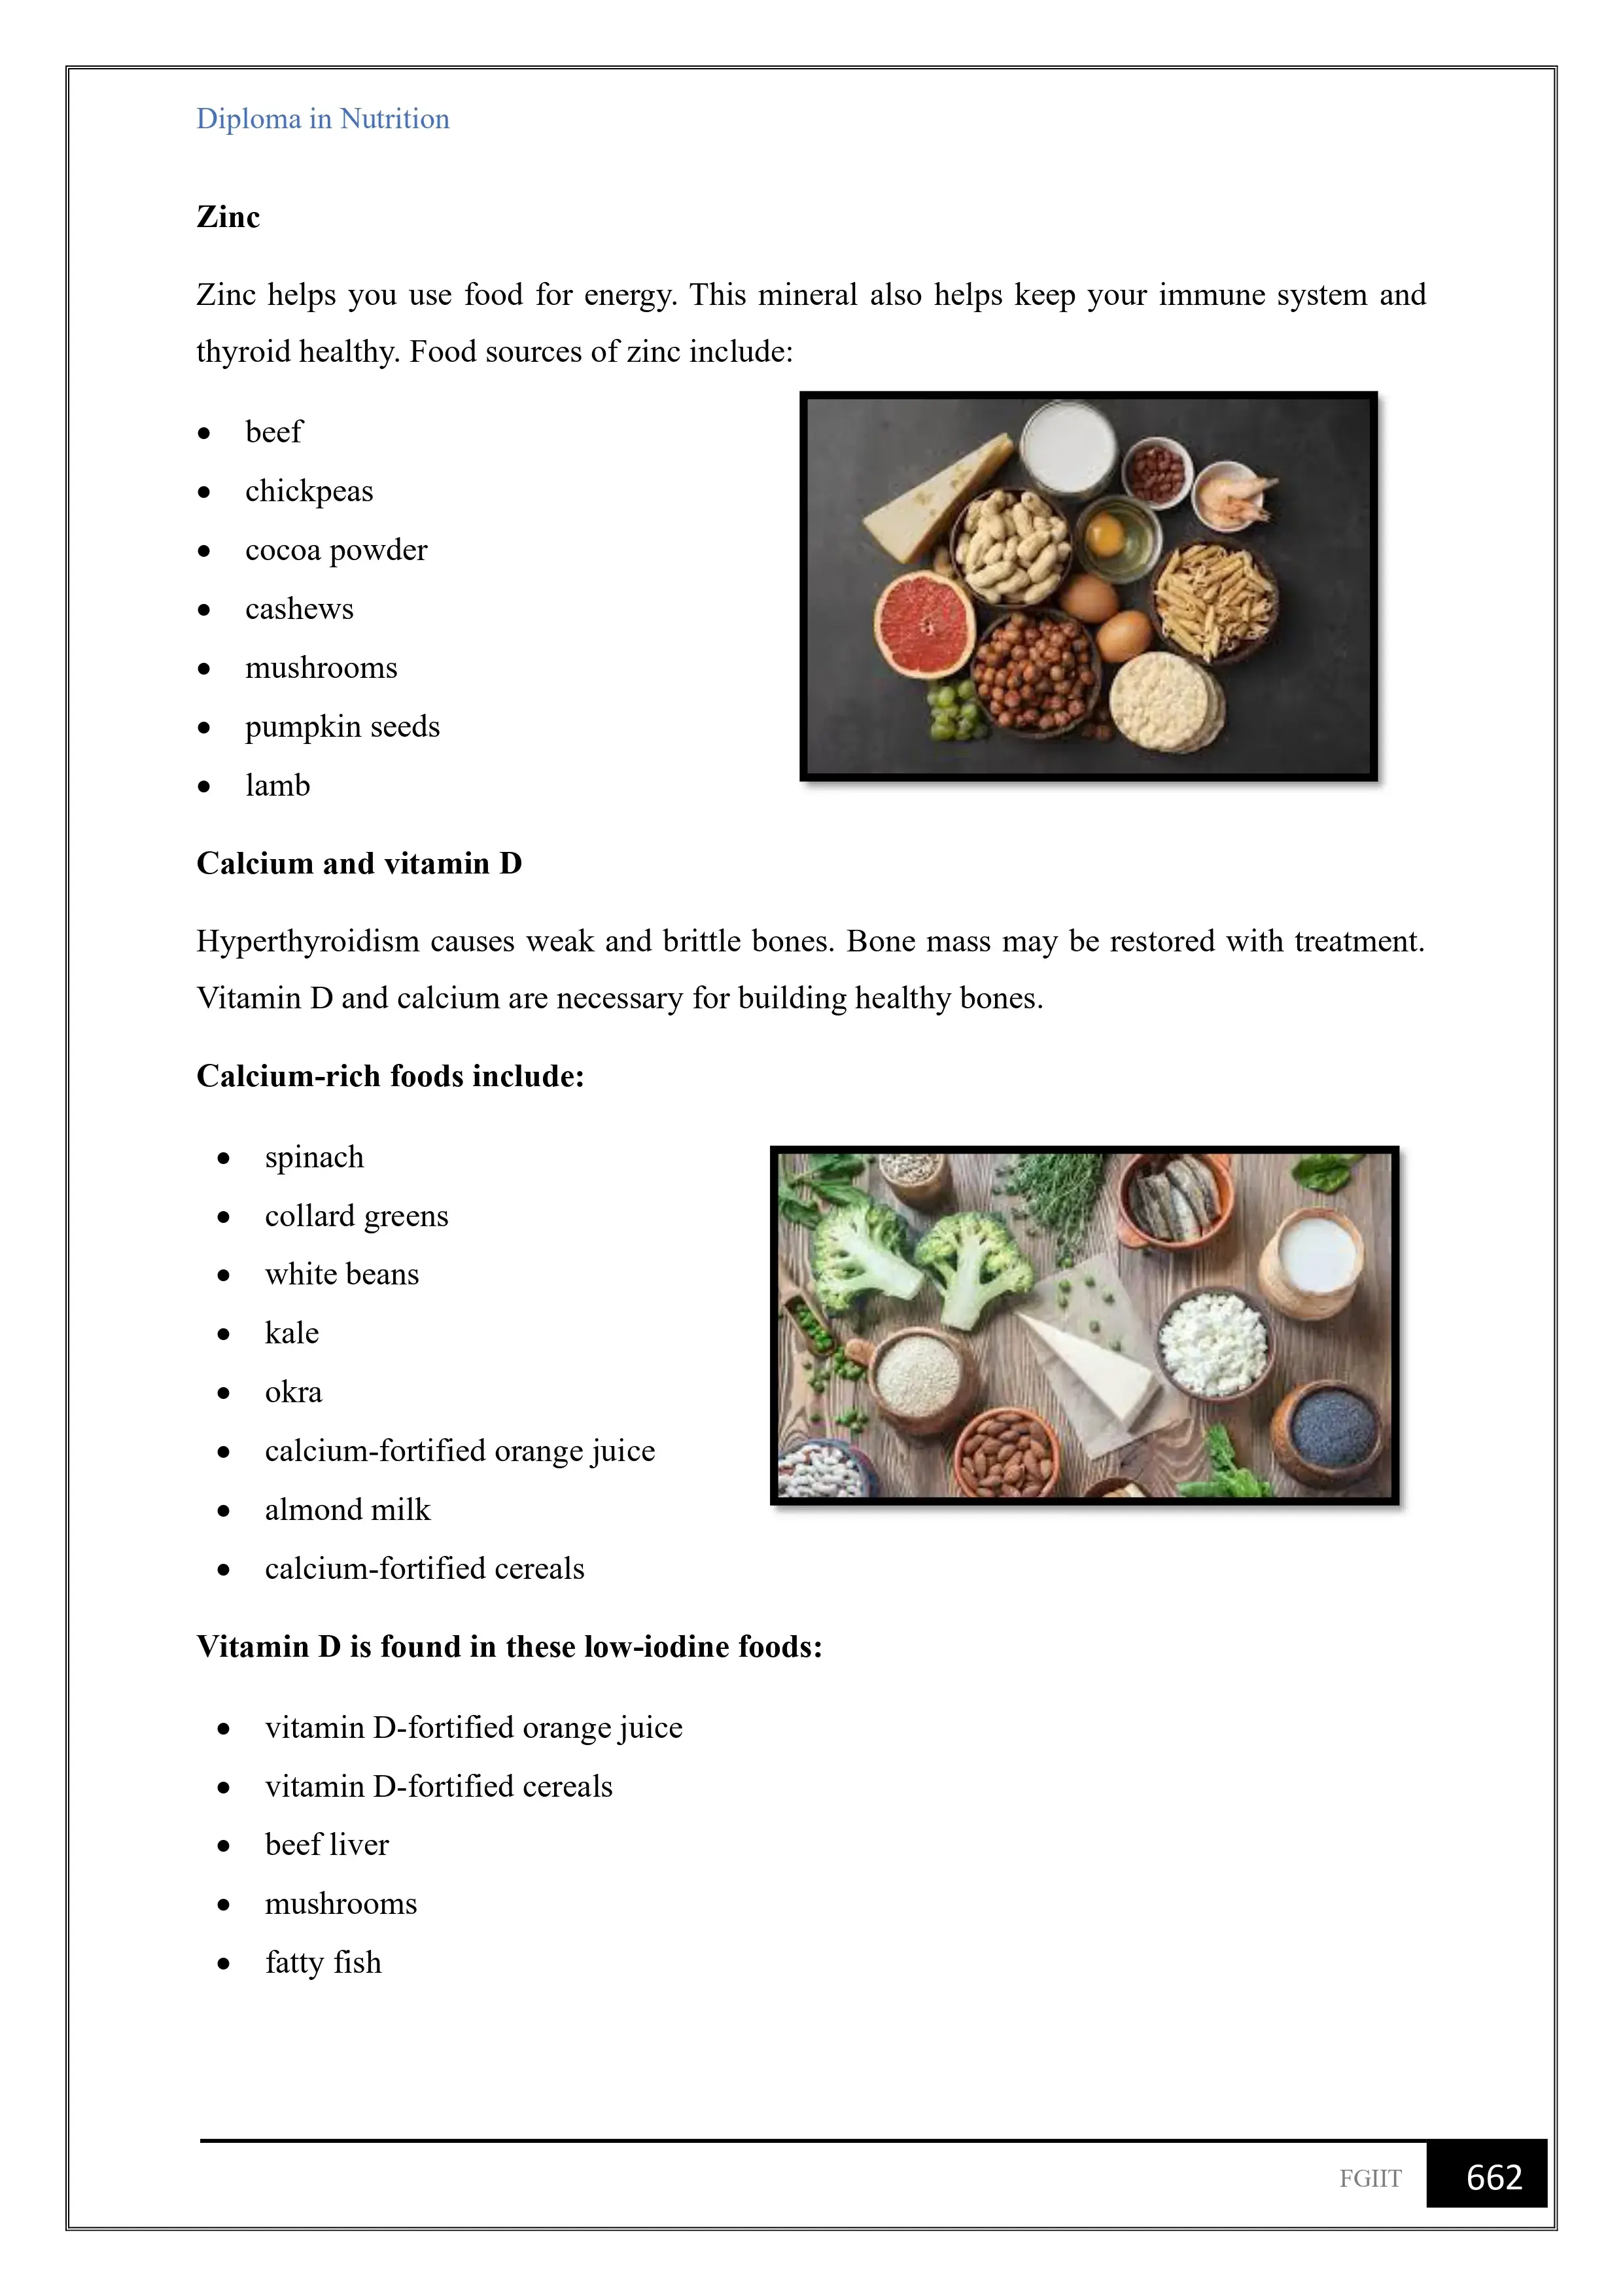 Diploma in Nutrition
Zinc
Zinc helps you use food for energy. This mineral also helps keep your immune system and
thyroid healthy. Food sources of zinc include:
• beef
• chickpeas
• cocoa powder
• cashews
• mushrooms
• pumpkin seeds
• lamb
Calcium and vitamin D
Hyperthyroidism causes weak and brittle bones. Bone mass may be restored with treatment.
Vitamin D and calcium are necessary for building healthy bones.
Calcium-rich foods include:
• spinach
• collard greens
• white beans
• kale
• okra
• calcium-fortified orange juice
• almond milk
• calcium-fortified cereals
Vitamin D is found in these low-iodine foods:
• vitamin D-fortified orange juice
• vitamin D-fortified cereals
• beef liver
• mushrooms
• fatty fish
FGIIT 662